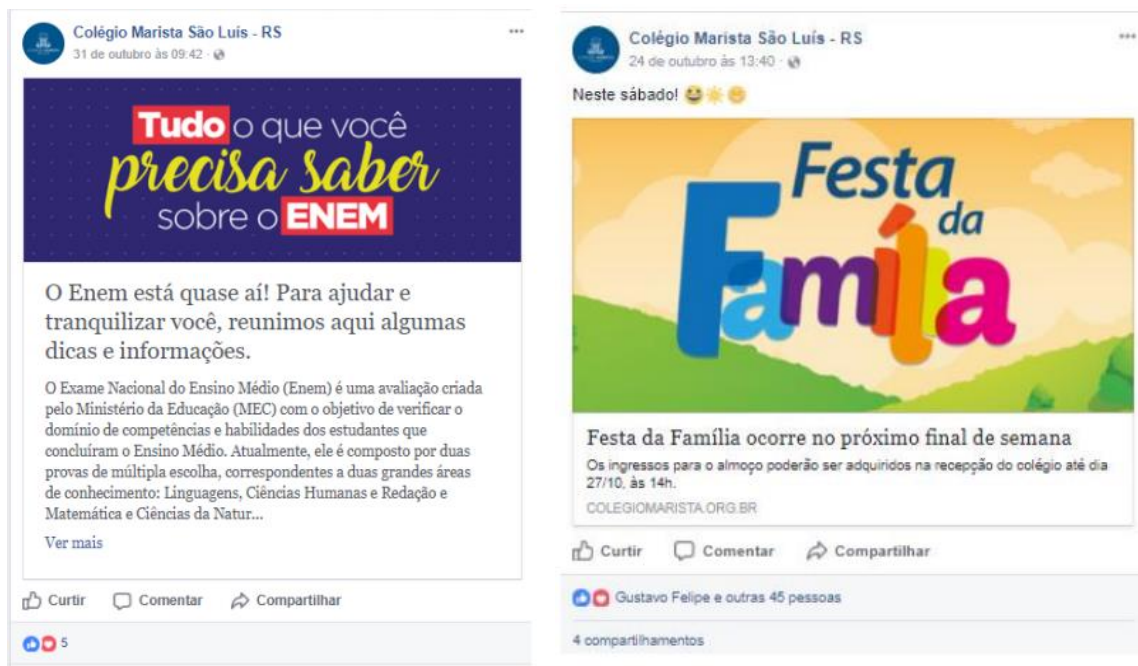 Colégio Marista São Luís - RS
31 de outubro às 09:42 ·
Tudo o que você
precisa saber
sobre o ENEM
O Enem está quase aí! Para ajudar e
tranquilizar você, reunimos aqui algumas
dicas e informações.
O Exame Nacional do Ensino Médio (Enem) é uma avaliação criada
pelo Ministério da Educação (MEC) com o objetivo de verificar o
domínio de competências e habilidades dos estudantes que
concluíram o Ensino Médio. Atualmente, ele é composto por duas
provas de múltipla escolha, correspondentes a duas grandes áreas
de conhecimento: Linguagens, Ciências Humanas e Redação e
Matemática e Ciências da Natur...
Ver mais
Curtir Comentar Compartilhar
5
Colégio Marista São Luís - RS
24 de outubro às 13:40 ·
Neste sábado! 😆☀😊
Festa
da
Família
Festa da Família ocorre no próximo final de semana
Os ingressos para o almoço poderão ser adquiridos na recepção do colégio até dia
27/10, às 14h.
COLEGIOMARISTA.ORG.BR
Curtir Comentar Compartilhar
Gustavo Felipe e outras 45 pessoas
4 compartilhamentos